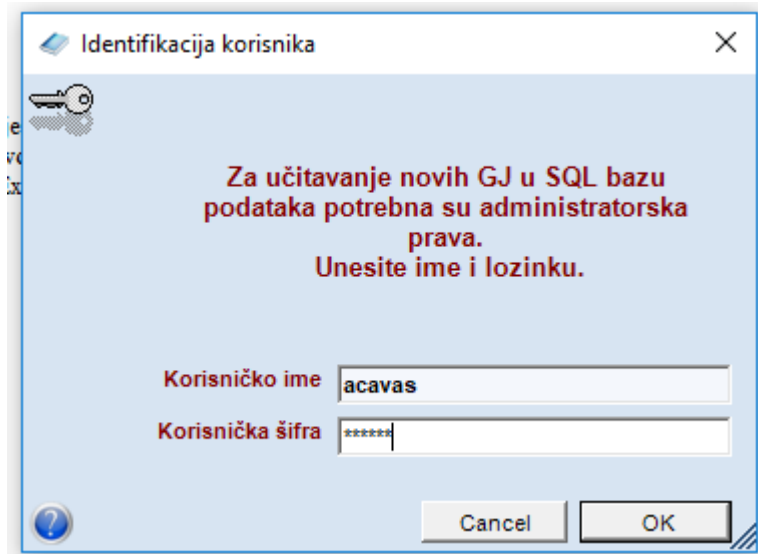 Identifikacija korisnika
je
Za učitavanje novih GJ u SQL bazu
podataka potrebna su administratorska
prava.
Unesite ime i lozinku.
Korisničko ime acavas
Korisnička šifra ******
? Cancel OK